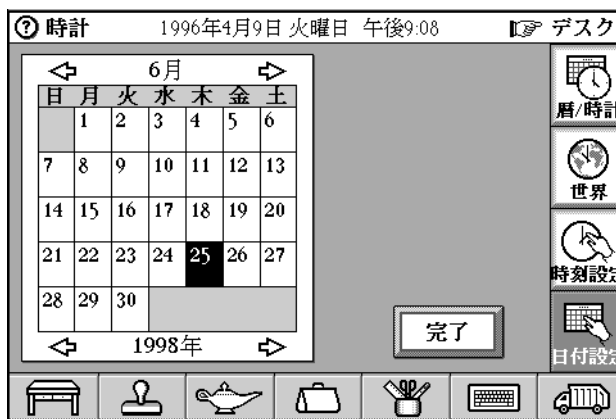 ? 時計 1996年4月9日 火曜日 午後9:08 ☞ デスク
6月
日 月 火 水 木 金 土
1 2 3 4 5 6
7 8 9 10 11 12 13
14 15 16 17 18 19 20
21 22 23 24 25 26 27
28 29 30
1998年
完了
暦/時計
世界
時刻設定
日付設定